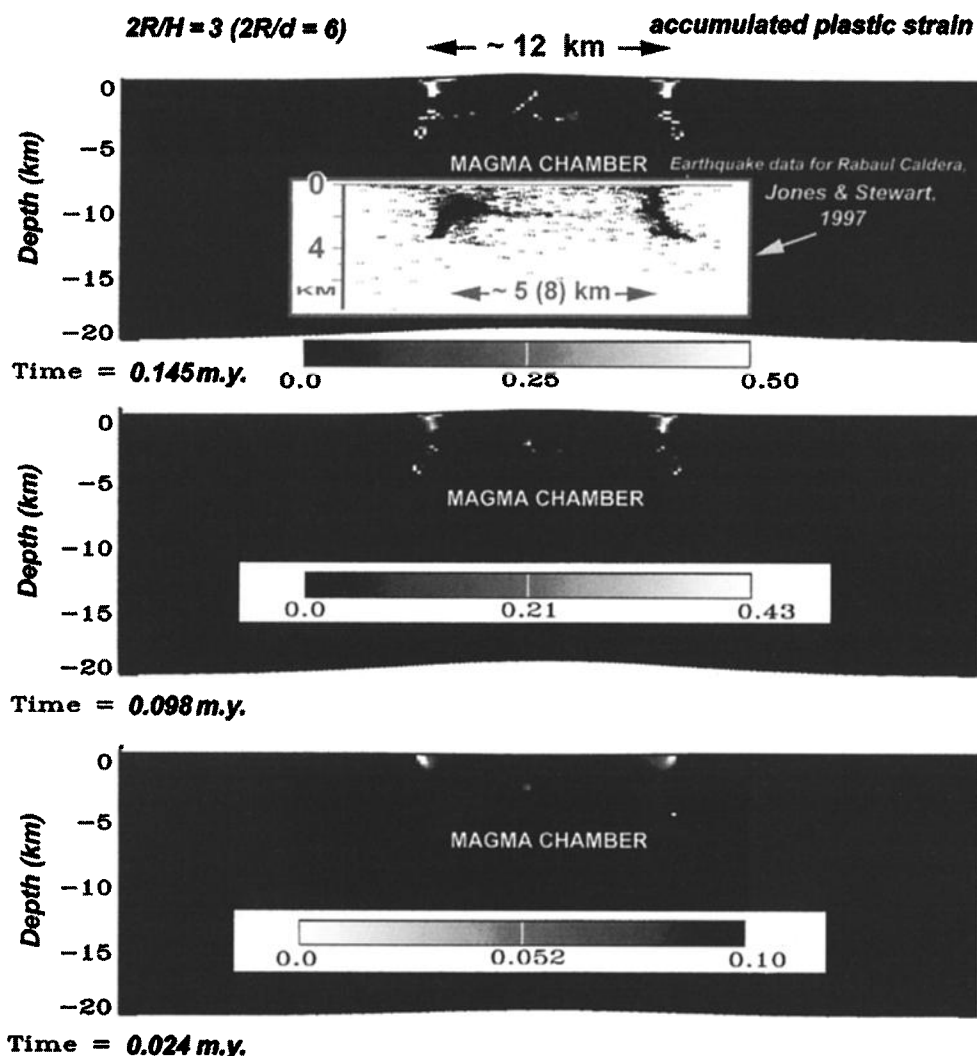 2R/H = 3 (2R/d = 6)
accumulated plastic strain
~ 12 km
Depth (km)
0
−5
−10
−15
−20
MAGMA CHAMBER
Earthquake data for Rabaul Caldera,
Jones & Stewart,
1997
0
4
KM
~ 5 (8) km
Time = 0.145 m.y.
0.0 0.25 0.50
Depth (km)
0
−5
−10
−15
−20
MAGMA CHAMBER
0.0 0.21 0.43
Time = 0.098 m.y.
Depth (km)
0
−5
−10
−15
−20
MAGMA CHAMBER
0.0 0.052 0.10
Time = 0.024 m.y.